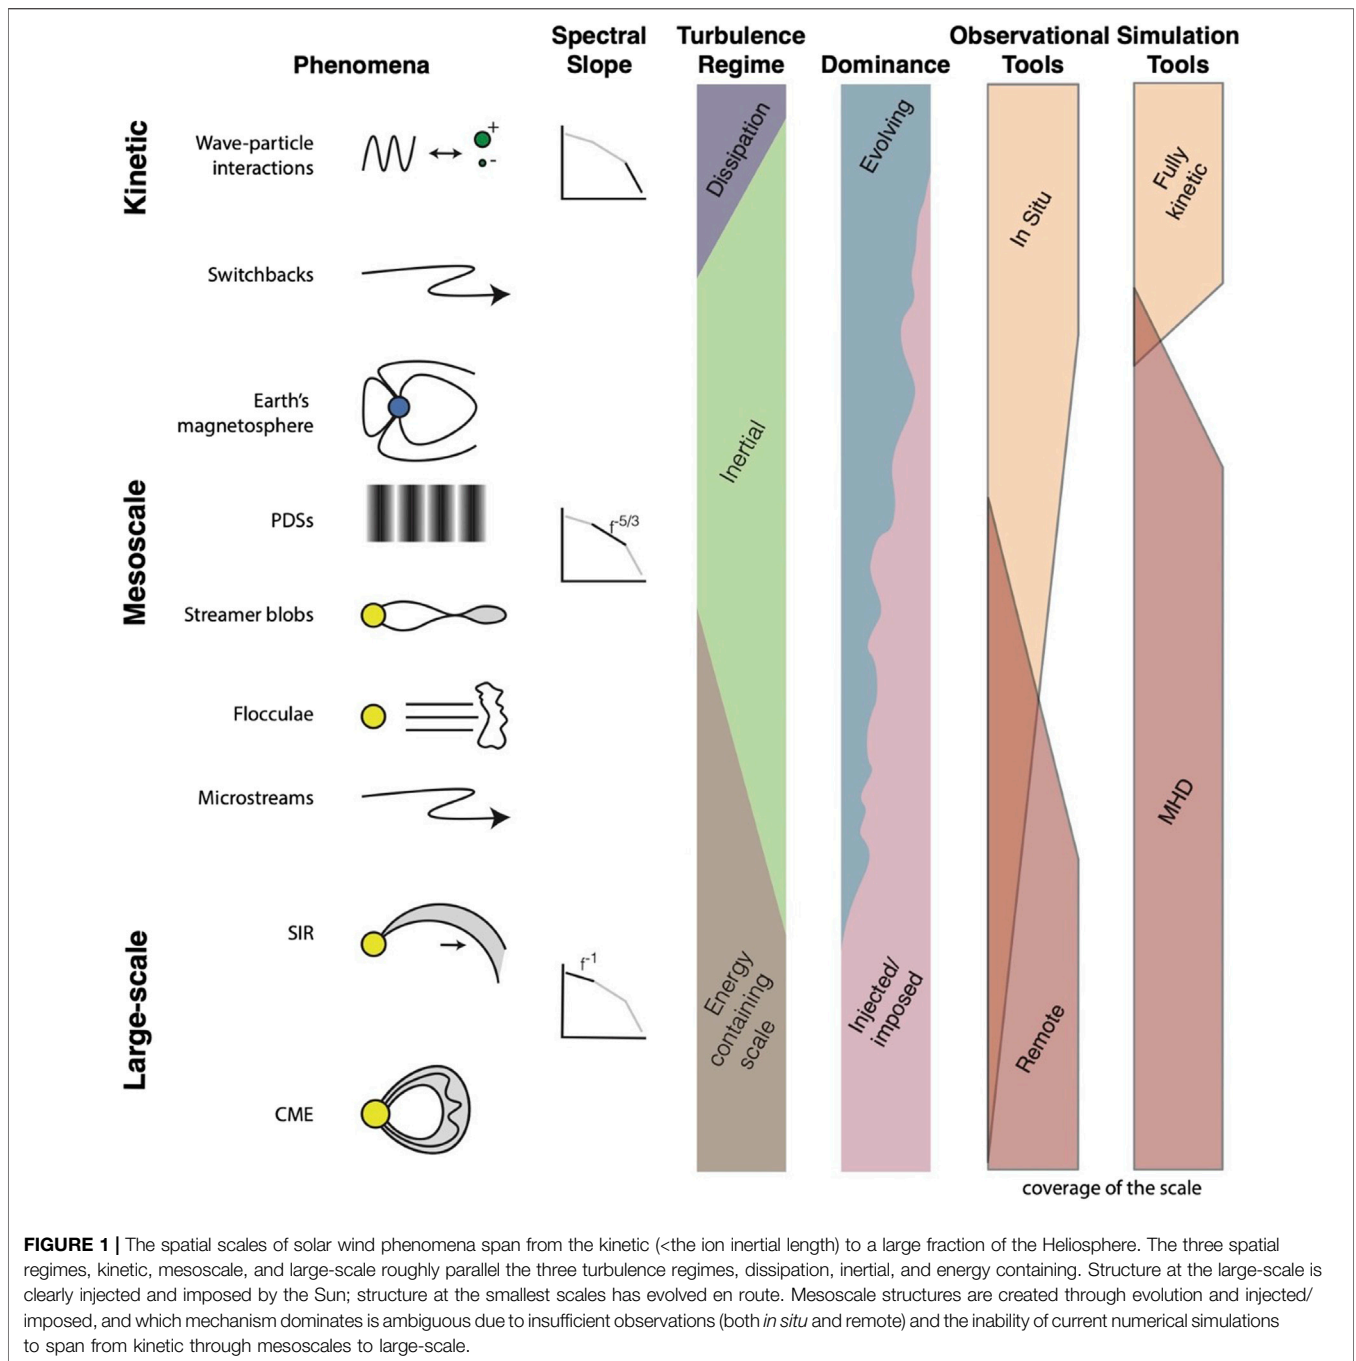 Phenomena
Spectral
Slope
Turbulence
Regime
Dominance
Observational
Tools
Simulation
Tools
Kinetic
Wave-particle
interactions
+
-
Dissipation
Evolving
In Situ
Fully
kinetic
Switchbacks
Earth's
magnetosphere
Mesoscale
PDSs
f-5/3
Inertial
Streamer blobs
Flocculae
Microstreams
MHD
Large-scale
SIR
f-1
Energy
containing
scale
Injected/
imposed
Remote
CME
coverage of the scale
FIGURE 1 | The spatial scales of solar wind phenomena span from the kinetic (<the ion inertial length) to a large fraction of the Heliosphere. The three spatial
regimes, kinetic, mesoscale, and large-scale roughly parallel the three turbulence regimes, dissipation, inertial, and energy containing. Structure at the large-scale is
clearly injected and imposed by the Sun; structure at the smallest scales has evolved en route. Mesoscale structures are created through evolution and injected/
imposed, and which mechanism dominates is ambiguous due to insufficient observations (both in situ and remote) and the inability of current numerical simulations
to span from kinetic through mesoscales to large-scale.